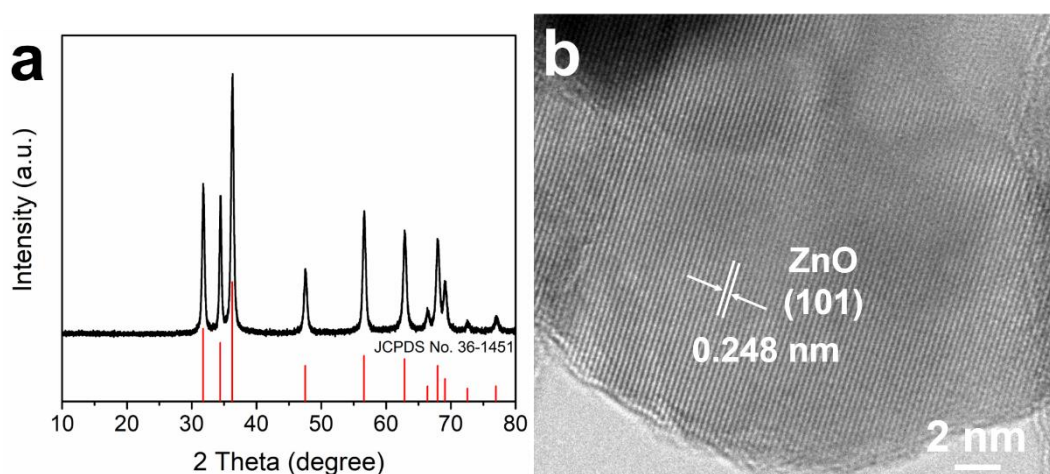 a
Intensity (a.u.)
JCPDS No. 36-1451
10 20 30 40 50 60 70 80
2 Theta (degree)
b
ZnO
(101)
0.248 nm
2 nm